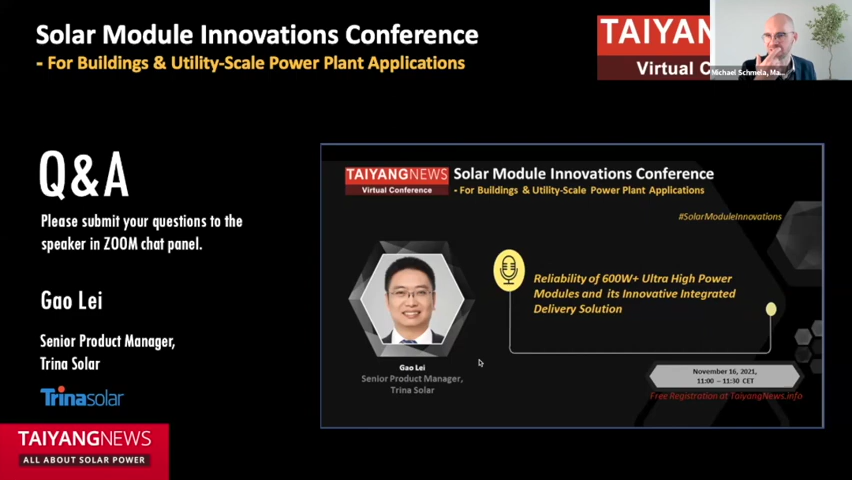 Solar Module Innovations Conference
- For Buildings & Utility-Scale Power Plant Applications
TAIYAN
Virtual C
Michael Schmela, Ma...
Q&A
Please submit your questions to the
speaker in ZOOM chat panel.
Gao Lei
Senior Product Manager,
Trina Solar
Trinasolar
TAIYANGNEWS
ALL ABOUT SOLAR POWER
TAIYANGNEWS
Virtual Conference
Solar Module Innovations Conference
- For Buildings & Utility-Scale Power Plant Applications
#SolarModuleInnovations
Reliability of 600W+ Ultra High Power
Modules and its Innovative Integrated
Delivery Solution
Gao Lei
Senior Product Manager,
Trina Solar
November 16, 2021,
11:00 – 11:30 CET
Free Registration at TaiyangNews.info